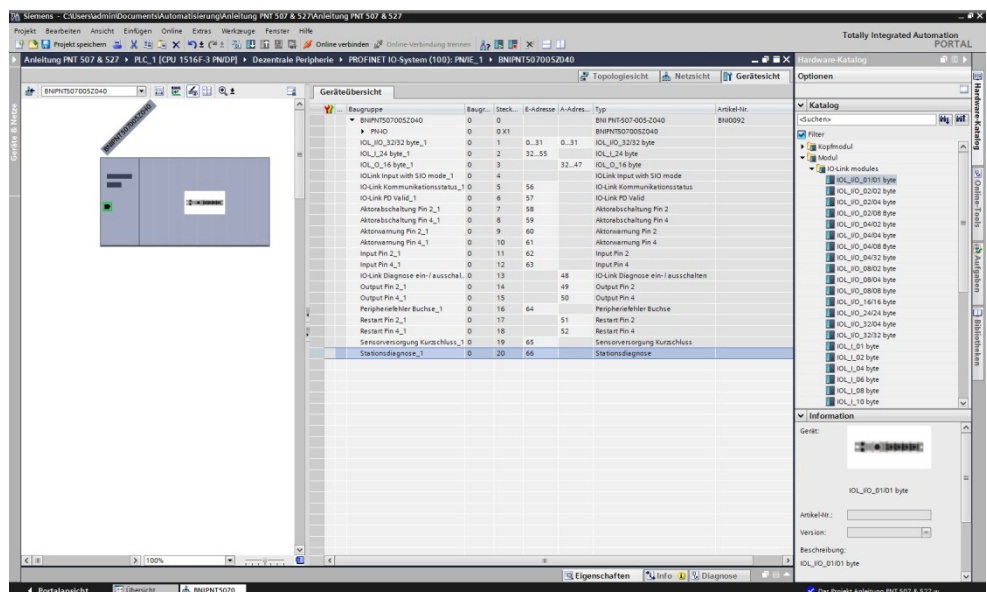 Siemens - C:\Users\admin\Documents\Automatisierung\Anleitung PNT 507 & 527\Anleitung PNT 507 & 527
Projekt Bearbeiten Ansicht Einfügen Online Extras Werkzeuge Fenster Hilfe
Totally Integrated Automation
PORTAL
Projekt speichern Online verbinden Online-Verbindung trennen
Anleitung PNT 507 & 527 PLC_1 [CPU 1516F-3 PN/DP] Dezentrale Peripherie PROFINET IO-System (100): PN/IE_1 BNIPNT507005Z040
Hardware-Katalog
Topologiesicht Netzsicht Gerätesicht
Optionen
BNIPNT507005Z040
Geräteübersicht
... Baugruppe Baugr... Steck... E-Adresse A-Adres... Typ Artikel-Nr.
BNIPNT507005Z040 0 0 BNI PNT-507-005-Z040 BNI0092
PN-IO 0 0 X1 BNIPNT507005-Z040
IOL_I/O_32/32 byte_1 0 1 0...31 0...31 IOL_I/O_32/32 byte
IOL_I_24 byte_1 0 2 32...55 IOL_I_24 byte
IOL_O_16 byte_1 0 3 32...47 IOL_O_16 byte
IOLink Input with SIO mode_1 0 4 IOLink Input with SIO mode
IO-Link Kommunikationsstatus_1 0 5 56 IO-Link Kommunikationsstatus
IO-Link PD Valid_1 0 6 57 IO-Link PD Valid
Aktorabschaltung Pin 2_1 0 7 58 Aktorabschaltung Pin 2
Aktorabschaltung Pin 4_1 0 8 59 Aktorabschaltung Pin 4
Aktorwarnung Pin 2_1 0 9 60 Aktorwarnung Pin 2
Aktorwarnung Pin 4_1 0 10 61 Aktorwarnung Pin 4
Input Pin 2_1 0 11 62 Input Pin 2
Input Pin 4_1 0 12 63 Input Pin 4
IO-Link Diagnose ein-/ ausschal.. 0 13 48 IO-Link Diagnose ein-/ ausschalten
Output Pin 2_1 0 14 49 Output Pin 2
Output Pin 4_1 0 15 50 Output Pin 4
Peripheriefehler Buchse_1 0 16 64 Peripheriefehler Buchse
Restart Pin 2_1 0 17 51 Restart Pin 2
Restart Pin 4_1 0 18 52 Restart Pin 4
Sensorversorgung Kurzschluss_1 0 19 65 Sensorversorgung Kurzschluss
Stationsdiagnose_1 0 20 66 Stationsdiagnose
100%
Eigenschaften Info Diagnose
Katalog
<Suchen>
Filter
Kopfmodul
Modul
IO-Link modules
IOL_I/O_01/01 byte
IOL_I/O_02/02 byte
IOL_I/O_02/04 byte
IOL_I/O_02/08 byte
IOL_I/O_04/02 byte
IOL_I/O_04/04 byte
IOL_I/O_04/08 Byte
IOL_I/O_04/32 byte
IOL_I/O_08/02 byte
IOL_I/O_08/04 byte
IOL_I/O_08/08 byte
IOL_I/O_16/16 byte
IOL_I/O_24/24 byte
IOL_I/O_32/04 byte
IOL_I/O_32/32 byte
IOL_I_01 byte
IOL_I_02 byte
IOL_I_04 byte
IOL_I_06 byte
IOL_I_08 byte
IOL_I_10 byte
Information
Gerät:
IOL_I/O_01/01 byte
Artikel-Nr.:
Version:
Beschreibung:
IOL_I/O_01/01 byte
Geräte & Netze
Hardware-Katalog
Online-Tools
Aufgaben
Bibliotheken
Portalansicht Übersicht BNIPNT5070...
Das Projekt Anleitung PNT 507 & 527 w...